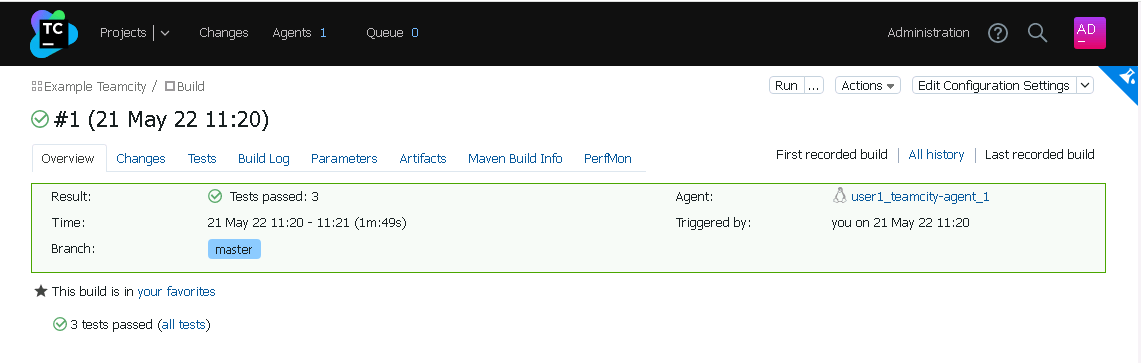 TC Projects Changes Agents 1 Queue 0 Administration ? AD
Example Teamcity / Build Run ... Actions Edit Configuration Settings
#1 (21 May 22 11:20)
Overview Changes Tests Build Log Parameters Artifacts Maven Build Info PerfMon First recorded build All history Last recorded build
Result: Tests passed: 3 Agent: user1_teamcity-agent_1
Time: 21 May 22 11:20 - 11:21 (1m:49s) Triggered by: you on 21 May 22 11:20
Branch: master
This build is in your favorites
3 tests passed (all tests)